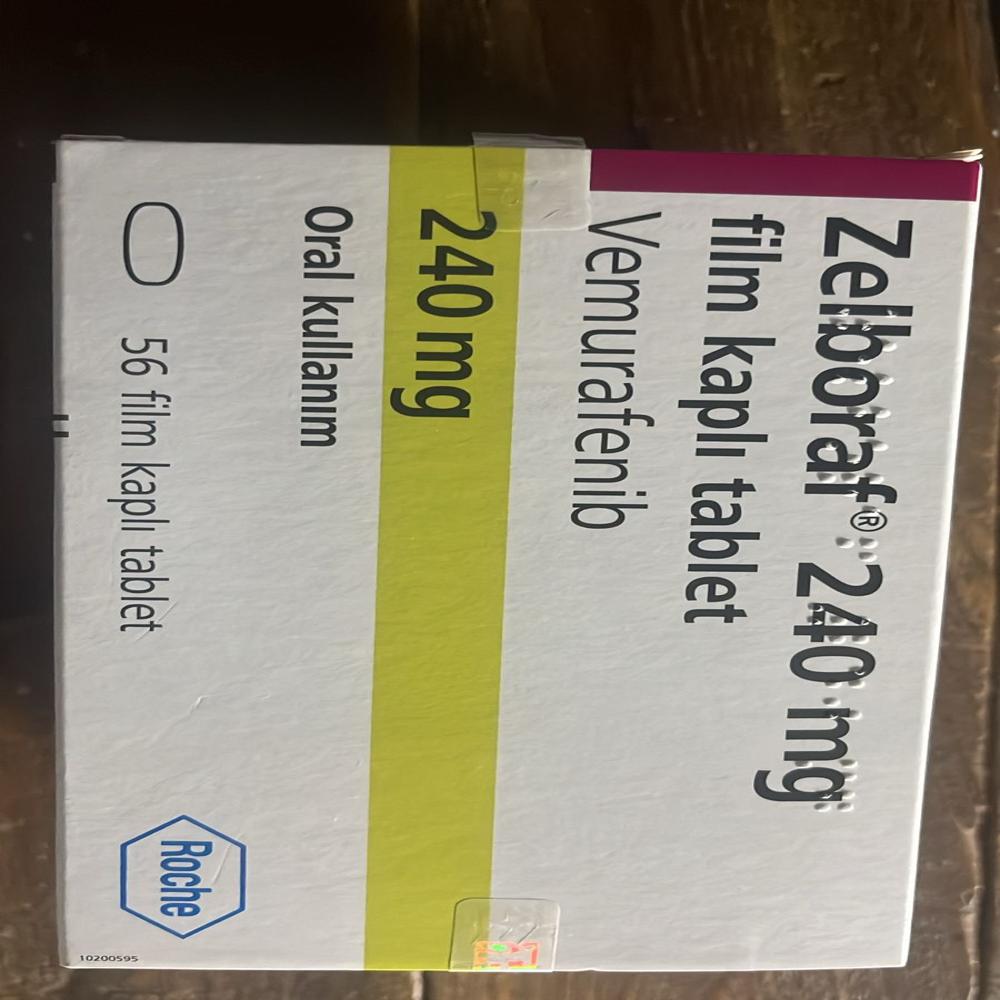 Zelboraf® 240 mg
film kaplı tablet
Vemurafenib
240 mg
Oral kullanım
56 film kaplı tablet
Roche
10200595